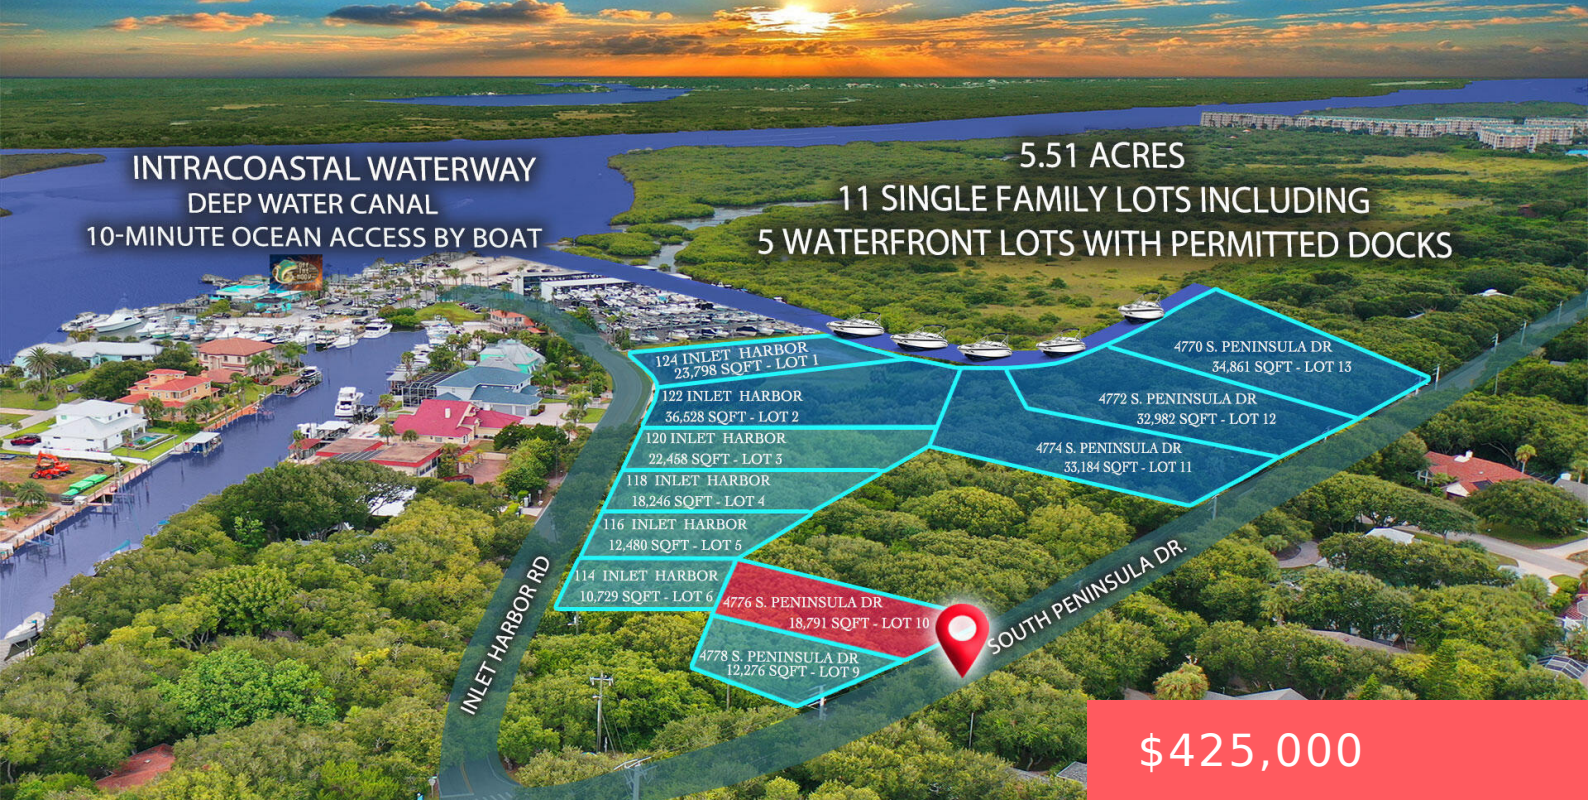 INTRACOASTAL WATERWAY
DEEP WATER CANAL
10-MINUTE OCEAN ACCESS BY BOAT
5.51 ACRES
11 SINGLE FAMILY LOTS INCLUDING
5 WATERFRONT LOTS WITH PERMITTED DOCKS
124 INLET HARBOR
23,798 SQFT - LOT 1
122 INLET HARBOR
36,528 SQFT - LOT 2
120 INLET HARBOR
22,458 SQFT - LOT 3
118 INLET HARBOR
18,246 SQFT - LOT 4
116 INLET HARBOR
12,480 SQFT - LOT 5
114 INLET HARBOR
10,729 SQFT - LOT 6
4770 S. PENINSULA DR
34,861 SQFT - LOT 13
4772 S. PENINSULA DR
32,982 SQFT - LOT 12
4774 S. PENINSULA DR
33,184 SQFT - LOT 11
4776 S. PENINSULA DR
18,791 SQFT - LOT 10
4778 S. PENINSULA DR
12,276 SQFT - LOT 9
INLET HARBOR RD
SOUTH PENINSULA DR.
$425,000